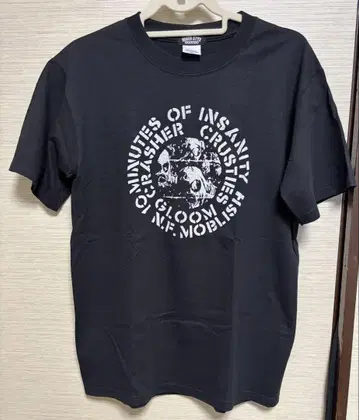 10 MINUTES OF INSANITY
CRASHER CRUSTIES
GLOOM
N.F. MOBLISH